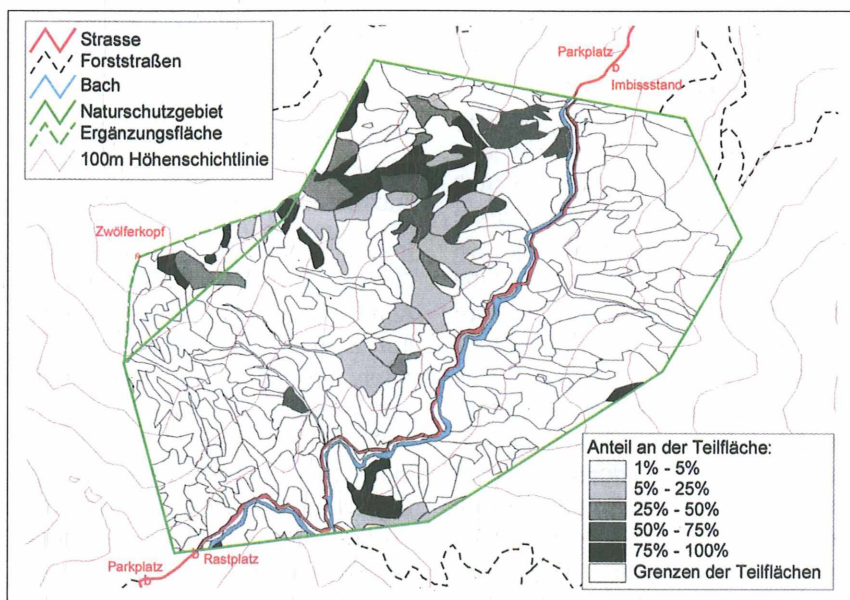 Strasse
Forststraßen
Bach
Naturschutzgebiet
Ergänzungsfläche
100m Höhenschichtlinie
Parkplatz
Imbissstand
Zwölferkopf
Anteil an der Teilfläche:
1% - 5%
5% - 25%
25% - 50%
50% - 75%
75% - 100%
Grenzen der Teilflächen
Parkplatz
Rastplatz